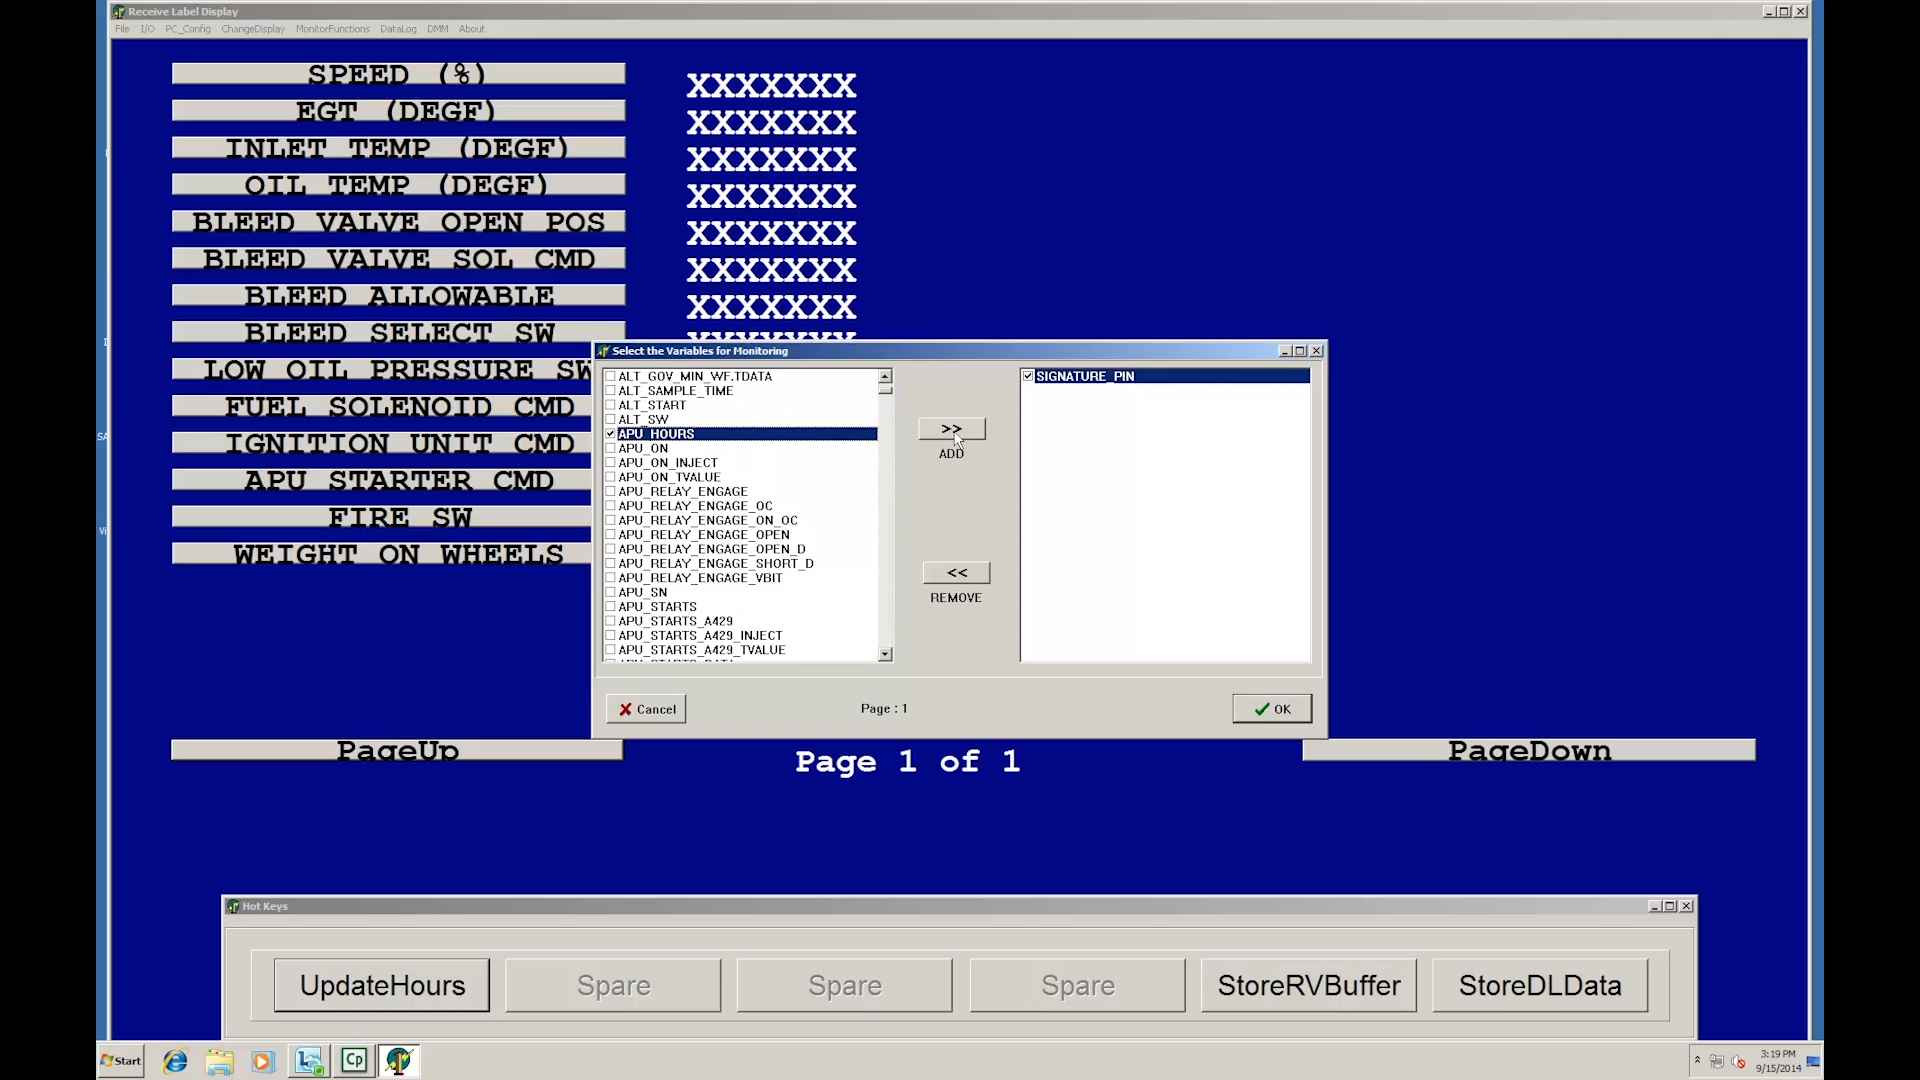 Receive Label Display
File I/O PC_Config ChangeDisplay MonitorFunctions DataLog DMM About
SPEED (%) XXXXXXX
EGT (DEGF) XXXXXXX
INLET TEMP (DEGF) XXXXXXX
OIL TEMP (DEGF) XXXXXXX
BLEED VALVE OPEN POS XXXXXXX
BLEED VALVE SOL CMD XXXXXXX
BLEED ALLOWABLE XXXXXXX
BLEED SELECT SW
LOW OIL PRESSURE SW
FUEL SOLENOID CMD
IGNITION UNIT CMD
APU STARTER CMD
FIRE SW
WEIGHT ON WHEELS
Select the Variables for Monitoring
ALT_GOV_MIN_WF.TDATA
ALT_SAMPLE_TIME
ALT_START
ALT_SW
APU_HOURS
APU_ON
APU_ON_INJECT
APU_ON_TVALUE
APU_RELAY_ENGAGE
APU_RELAY_ENGAGE_OC
APU_RELAY_ENGAGE_ON_OC
APU_RELAY_ENGAGE_OPEN
APU_RELAY_ENGAGE_OPEN_D
APU_RELAY_ENGAGE_SHORT_D
APU_RELAY_ENGAGE_VBIT
APU_SN
APU_STARTS
APU_STARTS_A429
APU_STARTS_A429_INJECT
APU_STARTS_A429_TVALUE
>>
ADD
<<
REMOVE
SIGNATURE_PIN
Cancel Page : 1 OK
PageUp Page 1 of 1 PageDown
Hot Keys
UpdateHours Spare Spare Spare StoreRVBuffer StoreDLData
Start Cp 3:19 PM
9/15/2014